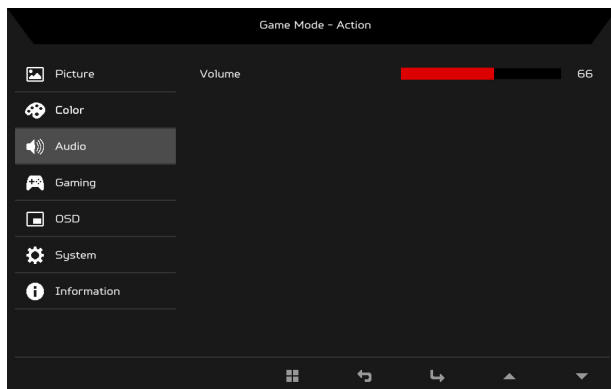 Game Mode - Action
Picture
Volume
66
Color
Audio
Gaming
OSD
System
Information